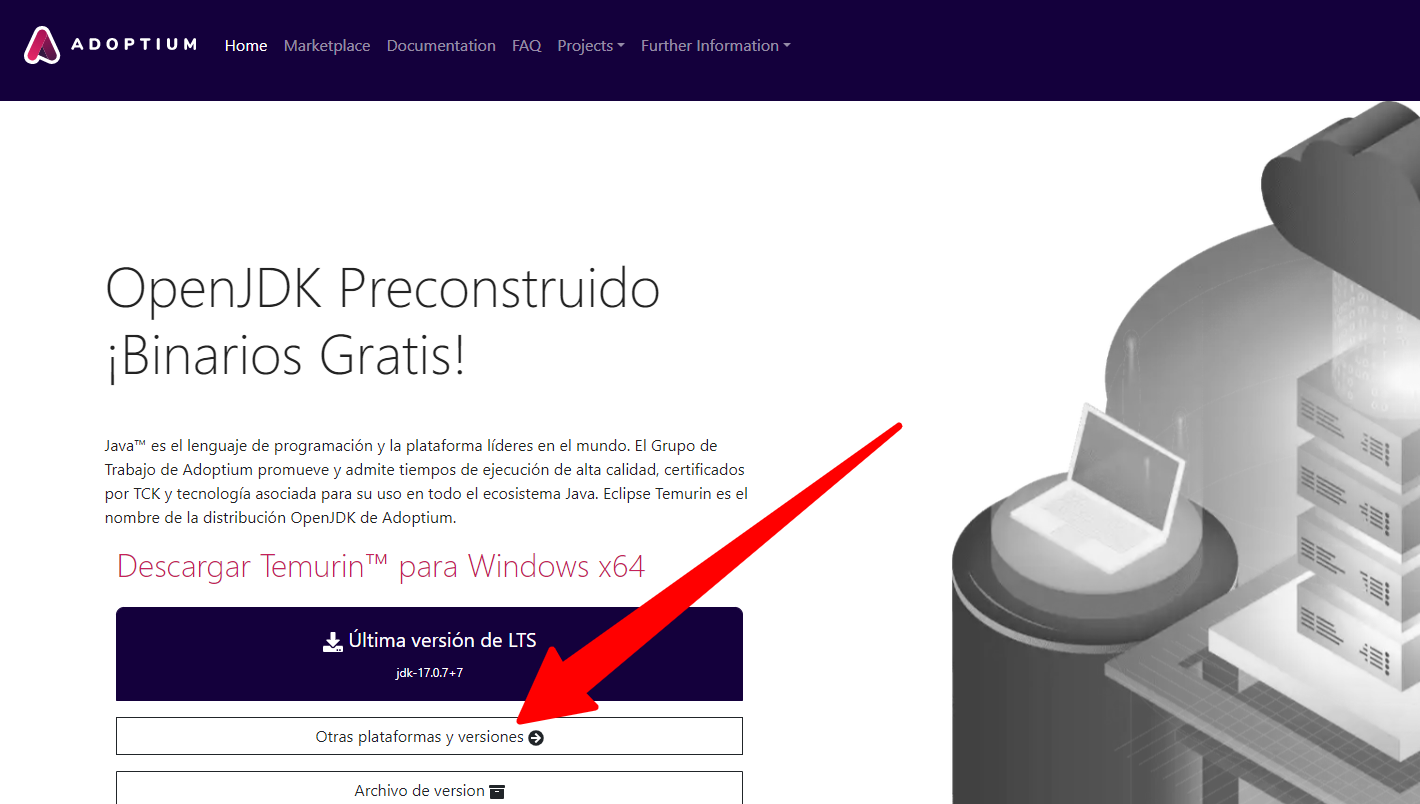 ADOPTIUM Home Marketplace Documentation FAQ Projects Further Information
OpenJDK Preconstruido
¡Binarios Gratis!
Java™ es el lenguaje de programación y la plataforma líderes en el mundo. El Grupo de
Trabajo de Adoptium promueve y admite tiempos de ejecución de alta calidad, certificados
por TCK y tecnología asociada para su uso en todo el ecosistema Java. Eclipse Temurin es el
nombre de la distribución OpenJDK de Adoptium.
Descargar Temurin™ para Windows x64
Última versión de LTS
jdk-17.0.7+7
Otras plataformas y versiones
Archivo de version